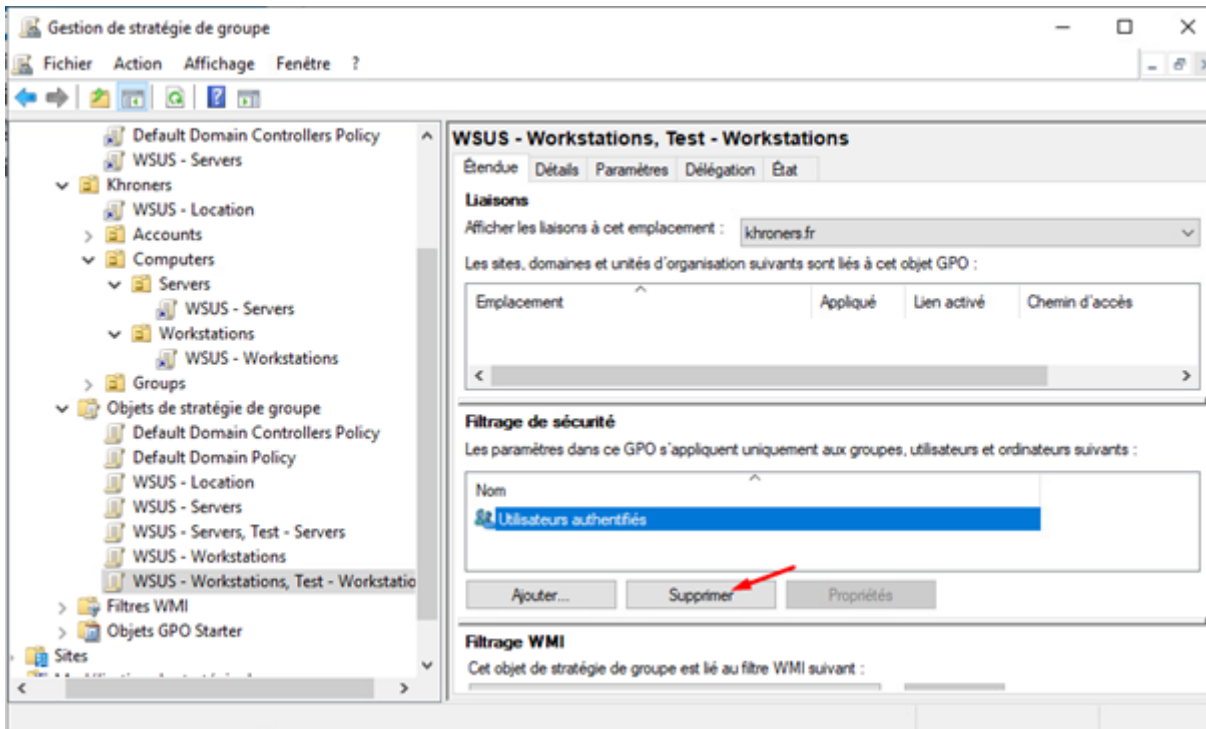 Gestion de stratégie de groupe
Fichier Action Affichage Fenêtre ?
Default Domain Controllers Policy
WSUS - Servers
Khroners
WSUS - Location
Accounts
Computers
Servers
WSUS - Servers
Workstations
WSUS - Workstations
Groups
Objets de stratégie de groupe
Default Domain Controllers Policy
Default Domain Policy
WSUS - Location
WSUS - Servers
WSUS - Servers, Test - Servers
WSUS - Workstations
WSUS - Workstations, Test - Workstatio
Filtres WMI
Objets GPO Starter
Sites
WSUS - Workstations, Test - Workstations
Étendue Détails Paramètres Délégation État
Liaisons
Afficher les liaisons à cet emplacement : khroners.fr
Les sites, domaines et unités d'organisation suivants sont liés à cet objet GPO :
Emplacement Appliqué Lien activé Chemin d'accès
Filtrage de sécurité
Les paramètres dans ce GPO s'appliquent uniquement aux groupes, utilisateurs et ordinateurs suivants :
Nom
Utilisateurs authentifiés
Ajouter... Supprimer Propriétés
Filtrage WMI
Cet objet de stratégie de groupe est lié au filtre WMI suivant :